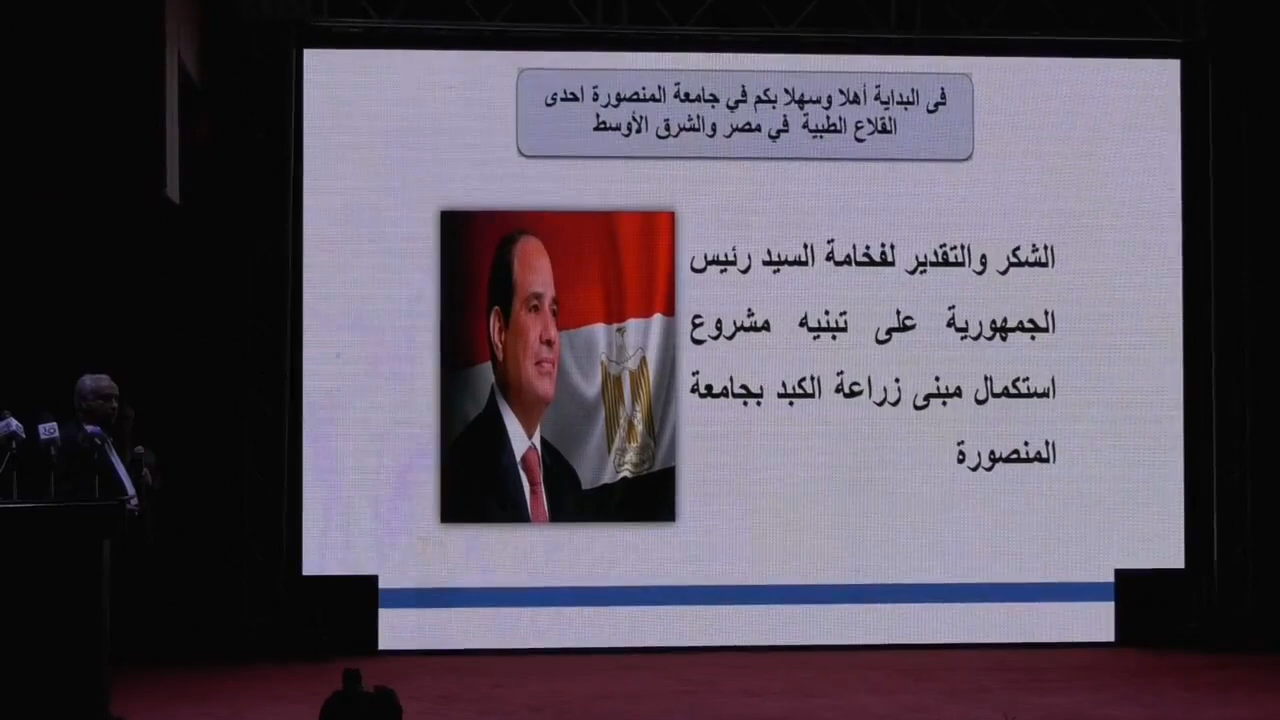 فى البداية أهلا وسهلا بكم في جامعة المنصورة احدى
القلاع الطبية في مصر والشرق الأوسط
الشكر والتقدير لفخامة السيد رئيس
الجمهورية على تبنيه مشروع
استكمال مبنى زراعة الكبد بجامعة
المنصورة